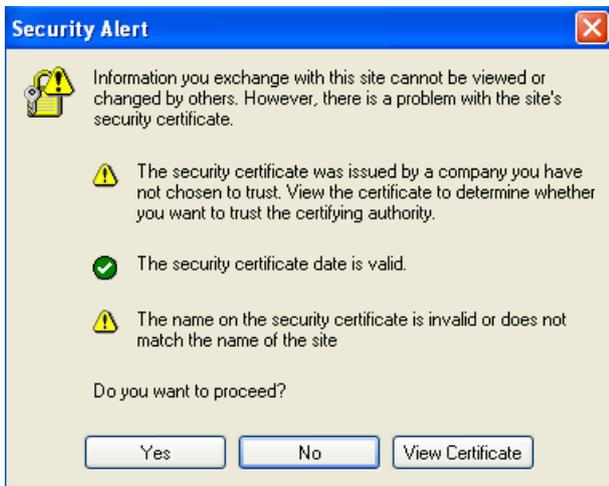 Security Alert
Information you exchange with this site cannot be viewed or
changed by others. However, there is a problem with the site's
security certificate.
The security certificate was issued by a company you have
not chosen to trust. View the certificate to determine whether
you want to trust the certifying authority.
The security certificate date is valid.
The name on the security certificate is invalid or does not
match the name of the site
Do you want to proceed?
Yes
No
View Certificate